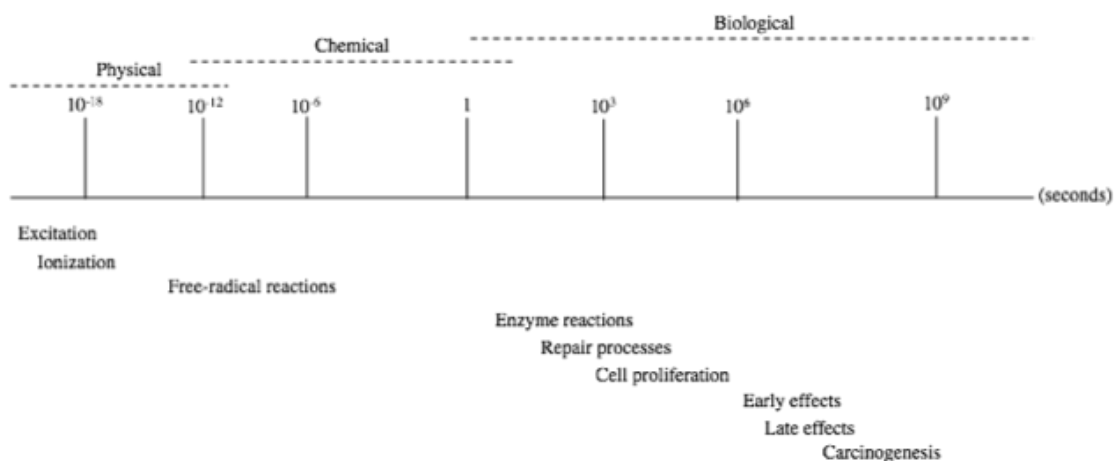 Biological
Chemical
Physical
10⁻¹⁸ 10⁻¹² 10⁻⁶ 1 10³ 10⁶ 10⁹
(seconds)
Excitation
Ionization
Free-radical reactions
Enzyme reactions
Repair processes
Cell proliferation
Early effects
Late effects
Carcinogenesis